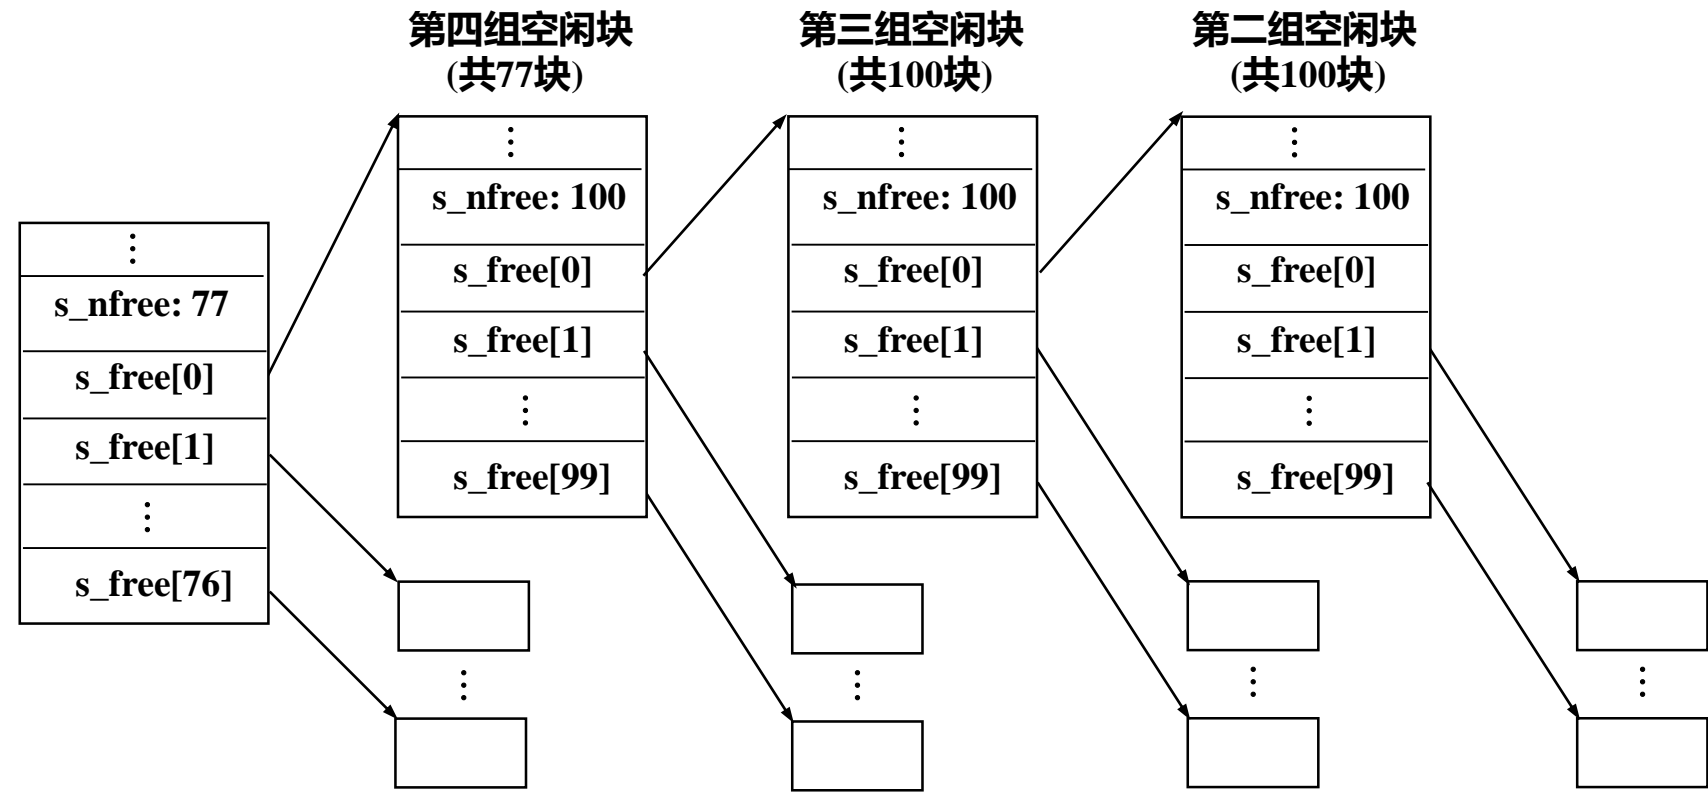 第四组空闲块
(共77块)
第三组空闲块
(共100块)
第二组空闲块
(共100块)
⋮
s_nfree: 77
s_free[0]
s_free[1]
⋮
s_free[76]
⋮
s_nfree: 100
s_free[0]
s_free[1]
⋮
s_free[99]
⋮
s_nfree: 100
s_free[0]
s_free[1]
⋮
s_free[99]
⋮
s_nfree: 100
s_free[0]
s_free[1]
⋮
s_free[99]
⋮
⋮
⋮
⋮